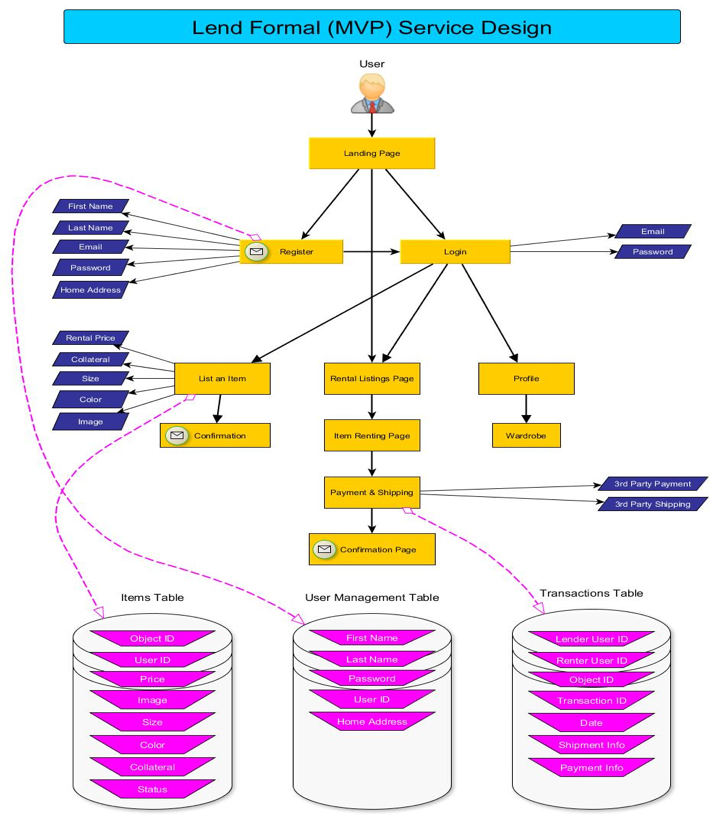 Lend Formal (MVP) Service Design
User
Landing Page
First Name
Last Name
Email
Password
Home Address
Register
Login
Email
Password
Rental Price
Collateral
Size
Color
Image
List an Item
Rental Listings Page
Profile
Confirmation
Item Renting Page
Wardrobe
Payment & Shipping
3rd Party Payment
3rd Party Shipping
Confirmation Page
Items Table
Object ID
User ID
Price
Image
Size
Color
Collateral
Status
User Management Table
First Name
Last Name
Password
User ID
Home Address
Transactions Table
Lender User ID
Renter User ID
Object ID
Transaction ID
Date
Shipment Info
Payment Info